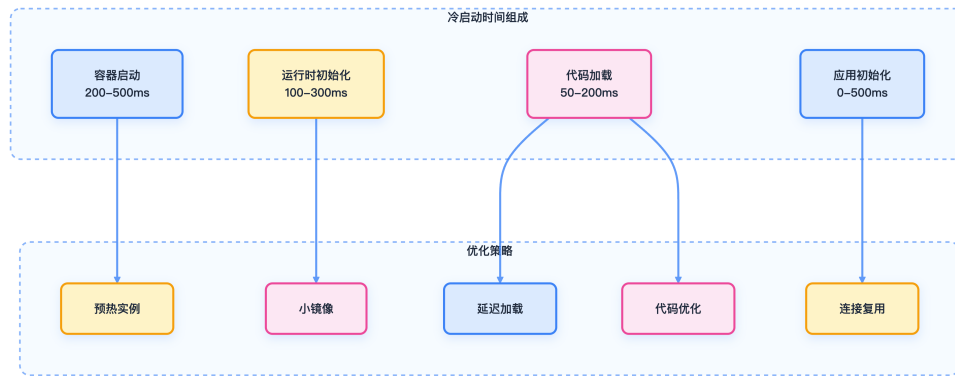 冷启动时间组成
容器启动
200-500ms
运行时初始化
100-300ms
代码加载
50-200ms
应用初始化
0-500ms
优化策略
预热实例
小镜像
延迟加载
代码优化
连接复用